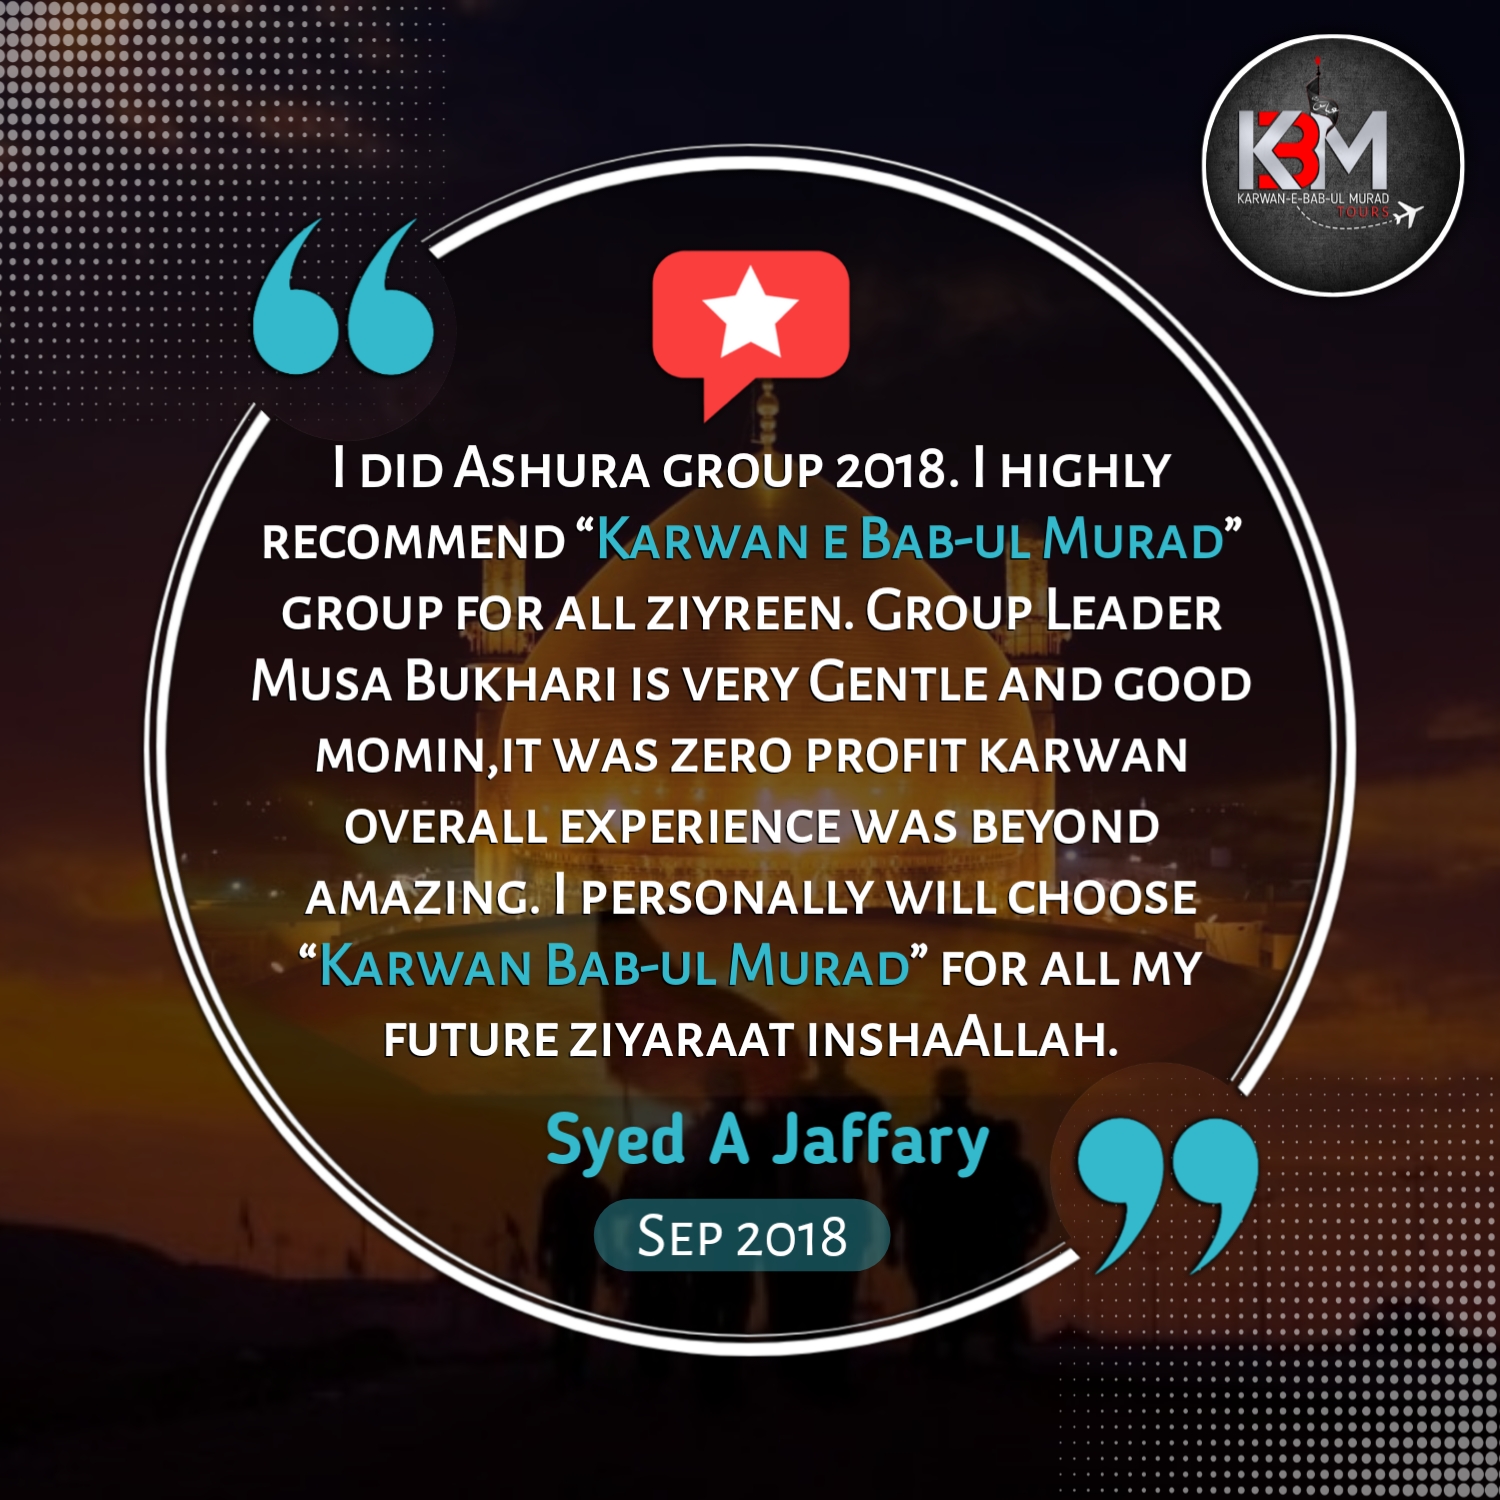 KBM
KARWAN-E-BAB-UL MURAD
TOURS
I DID ASHURA GROUP 2018. I HIGHLY
RECOMMEND “KARWAN E BAB-UL MURAD”
GROUP FOR ALL ZIYREEN. GROUP LEADER
MUSA BUKHARI IS VERY GENTLE AND GOOD
MOMIN,IT WAS ZERO PROFIT KARWAN
OVERALL EXPERIENCE WAS BEYOND
AMAZING. I PERSONALLY WILL CHOOSE
“KARWAN BAB-UL MURAD” FOR ALL MY
FUTURE ZIYARAAT INSHAALLAH.
Syed A Jaffary
SEP 2018